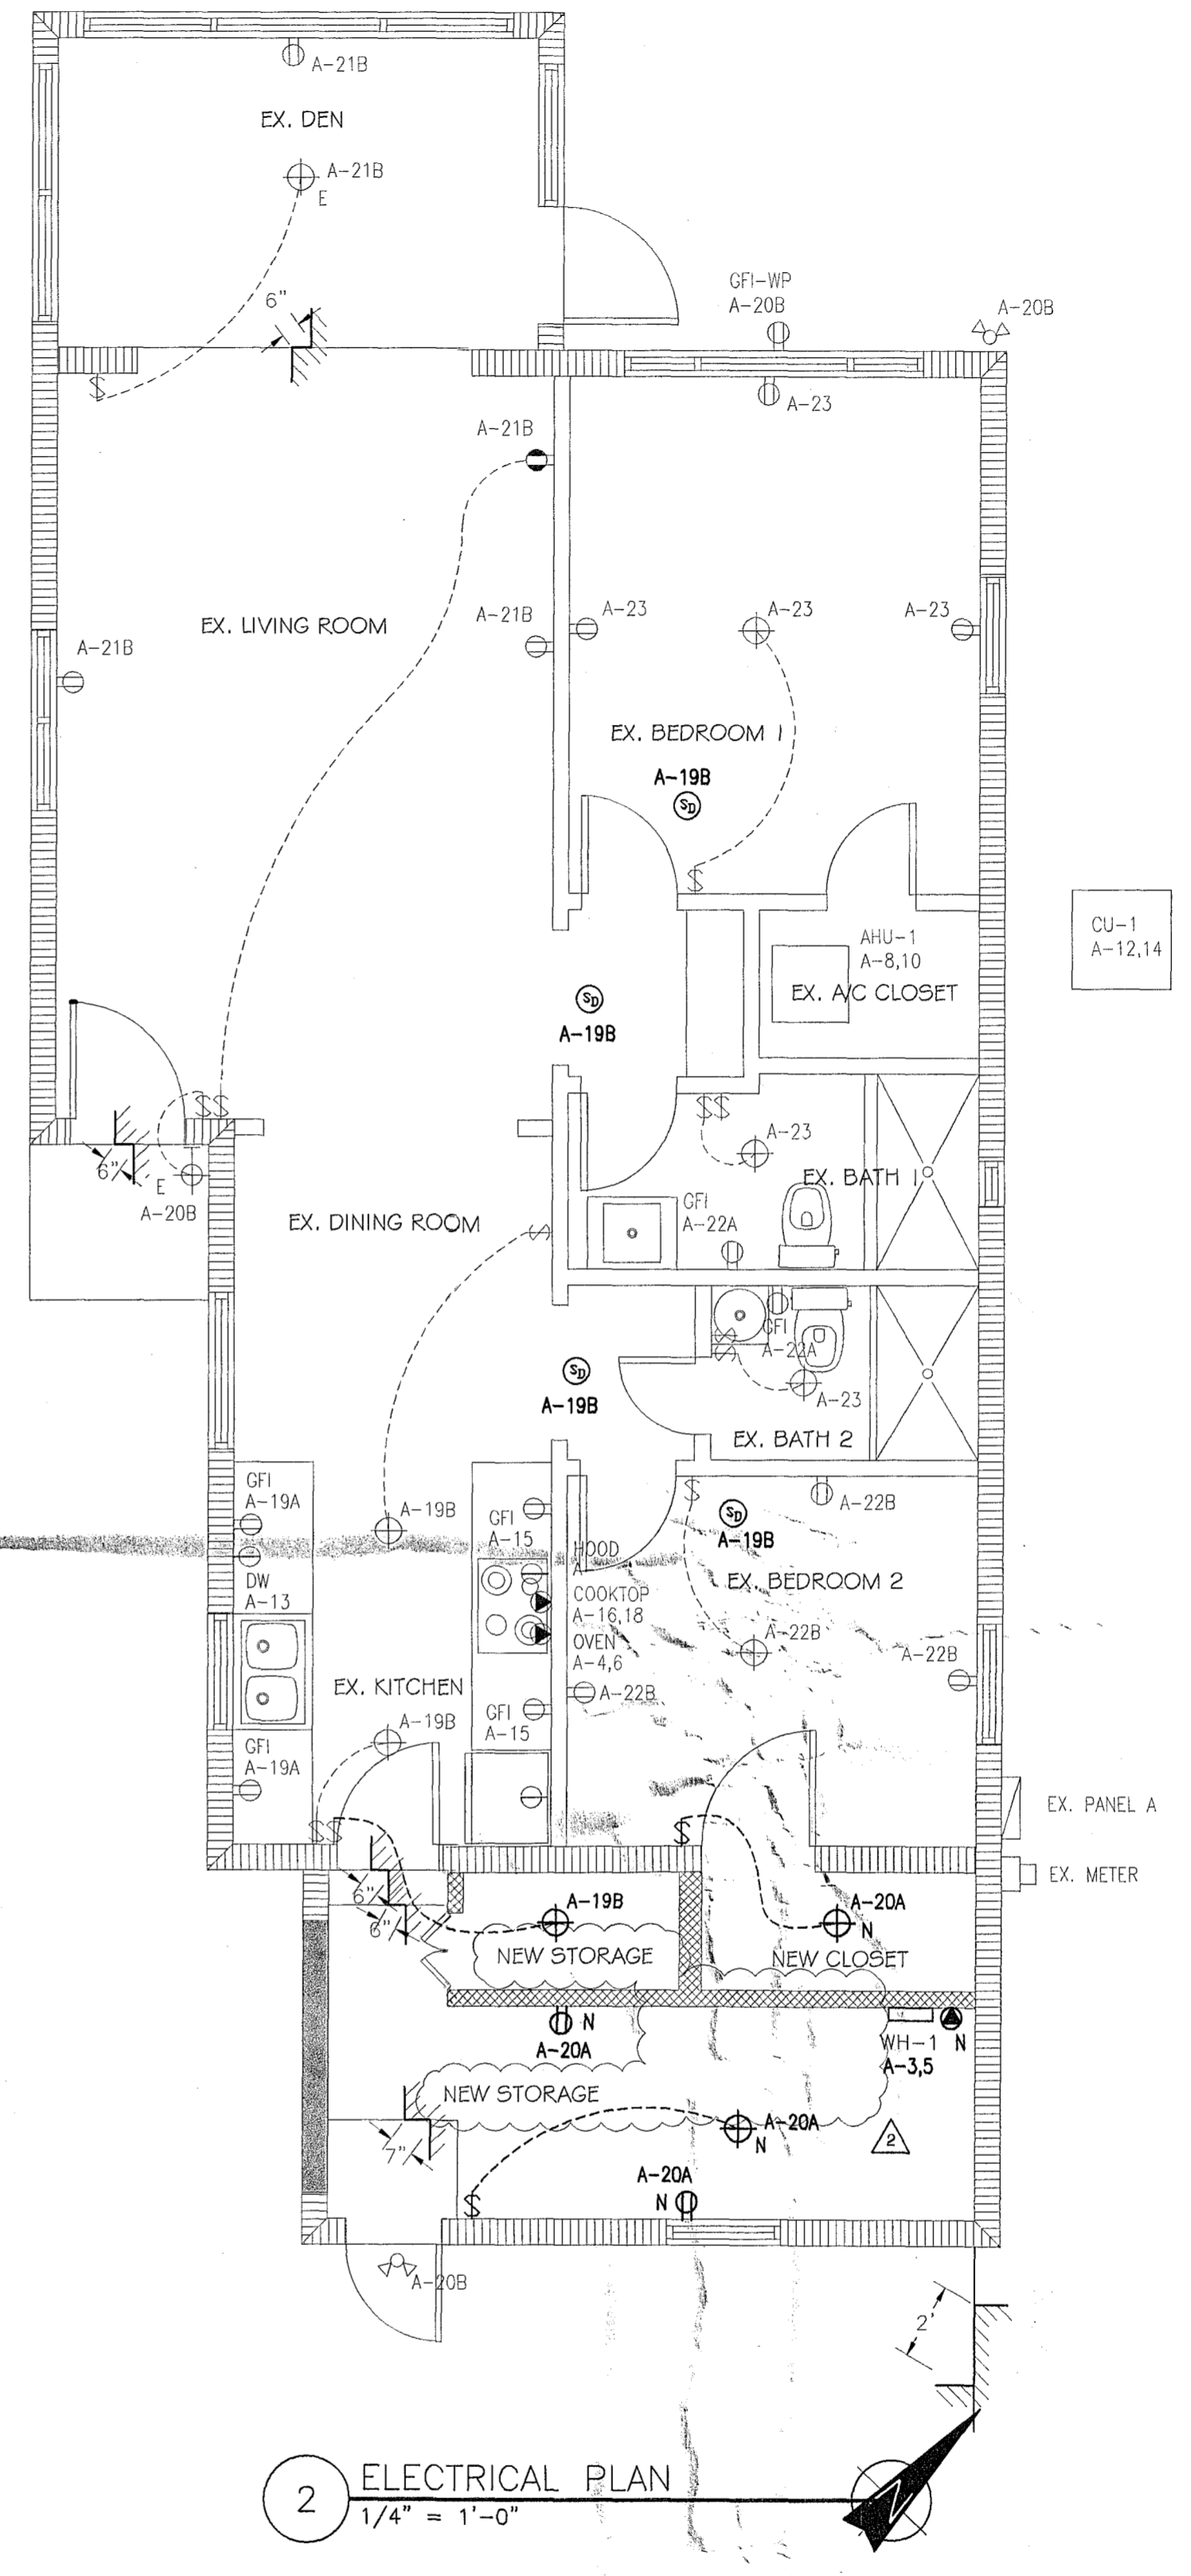 A-21B
EX. DEN
A-21B
E
6"
GFI-WP
A-20B
A-20B
A-23
A-21B
A-21B
A-23
A-23
A-23
EX. LIVING ROOM
A-21B
EX. BEDROOM 1
A-19B
SD
CU-1
A-12,14
AHU-1
A-8,10
EX. A/C CLOSET
SD
A-19B
$
$$
$$
A-23
6"
E
A-20B
EX. BATH 1
GFI
A-22A
EX. DINING ROOM
$
GFI
A-22A
SD
A-19B
A-23
EX. BATH 2
GFI
A-19A
A-19B
GFI
A-15
$
A-22B
SD
A-19B
HOOD
DW
A-13
COOKTOP
A-16,18
EX. BEDROOM 2
OVEN
A-4,6
A-22B
A-22B
EX. KITCHEN
A-22B
A-19B
GFI
A-15
GFI
A-19A
EX. PANEL A
$$
$
EX. METER
6"
6"
A-19B
A-20A
N
NEW STORAGE
NEW CLOSET
N
A-20A
WH-1 N
A-3,5
NEW STORAGE
7"
A-20A
N
2
$
A-20A
N
A-20B
2'
2
ELECTRICAL PLAN
1/4" = 1'-0"
N